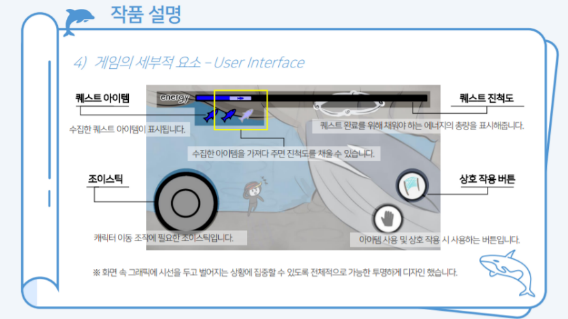 작품 설명
4) 게임의 세부적 요소 – User Interface
퀘스트 아이템
energy
퀘스트 진척도
수집한 퀘스트 아이템이 표시됩니다.
퀘스트 완료를 위해 채워야 하는 에너지의 총량을 표시해줍니다.
수집한 아이템을 가져다 주면 진척도를 채울 수 있습니다.
조이스틱
상호 작용 버튼
캐릭터 이동 조작에 필요한 조이스틱입니다.
아이템 사용 및 상호 작용 시 사용하는 버튼입니다.
※ 화면 속 그래픽에 시선을 두고 벌어지는 상황에 집중할 수 있도록 전체적으로 가능한 투명하게 디자인 했습니다.